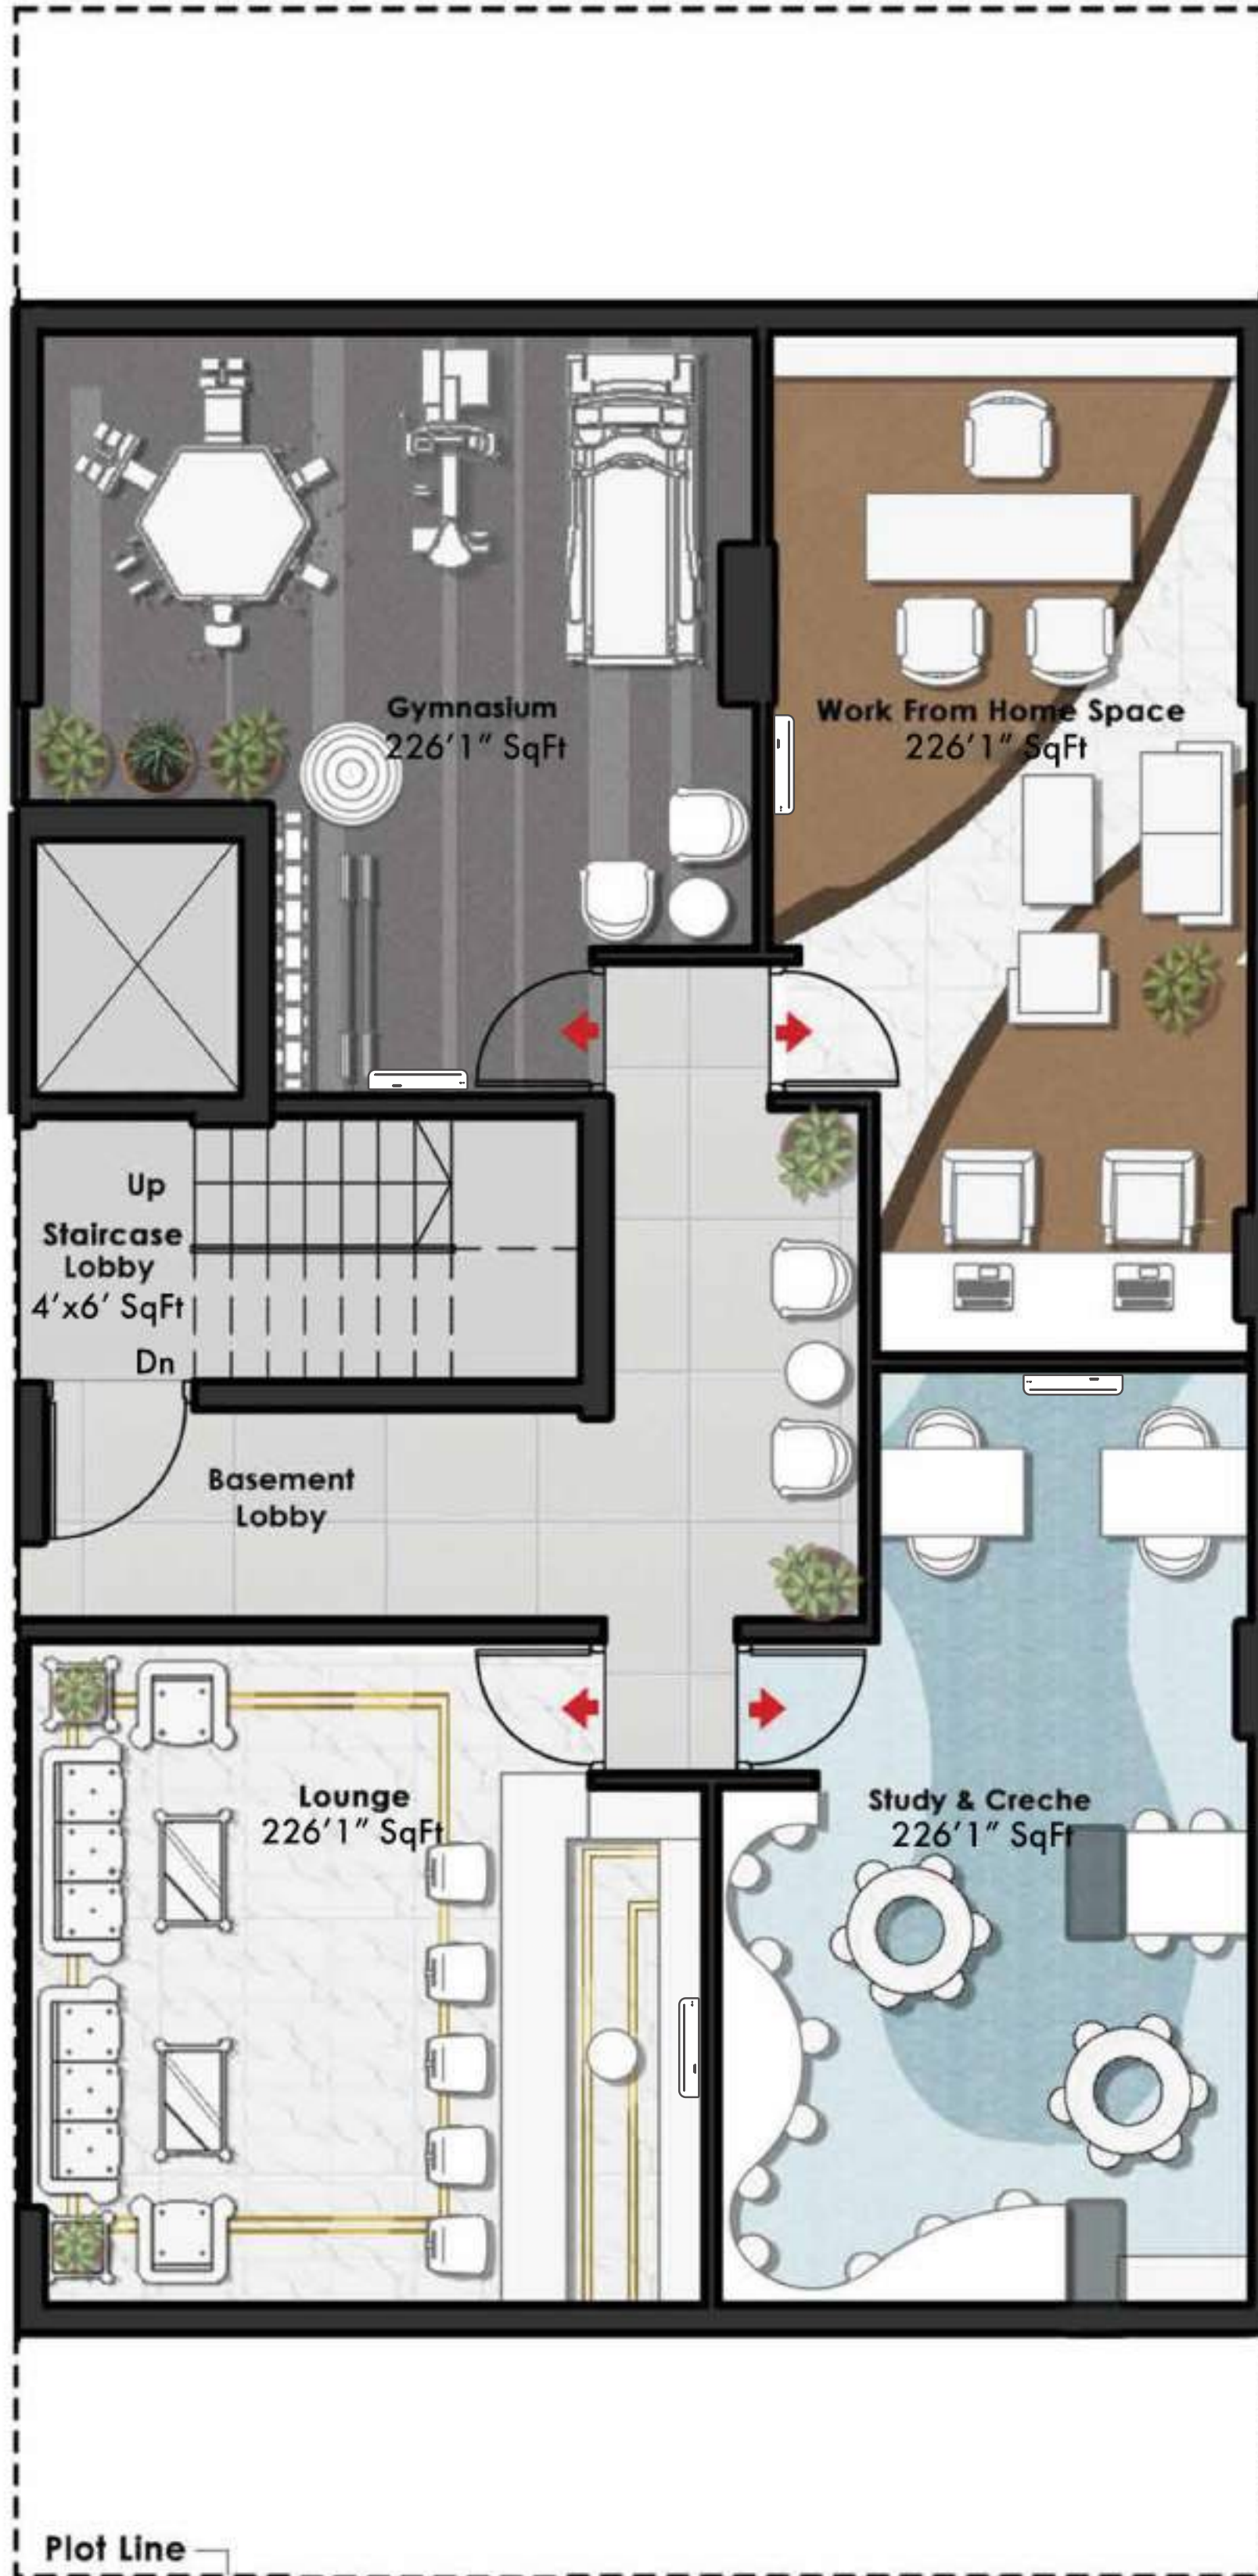 Gymnasium
226’1” SqFt
Work From Home Space
226’1” SqFt
Up
Staircase
Lobby
4’x6’ SqFt
Dn
Basement
Lobby
Lounge
226’1” SqFt
Study & Creche
226’1” SqFt
Plot Line